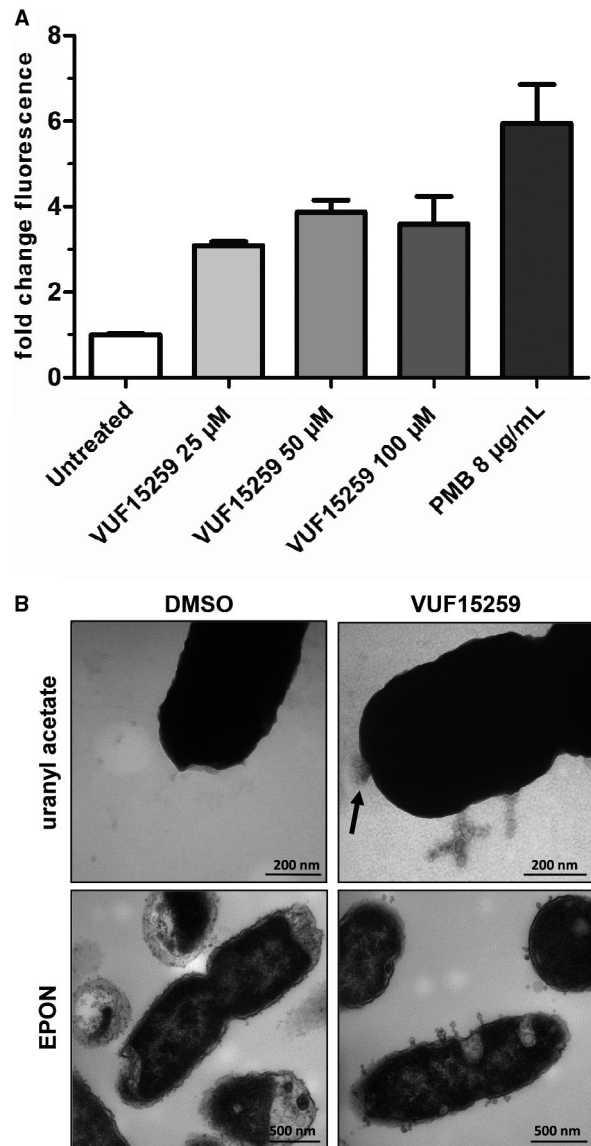 A
fold change fluorescence
8
6
4
2
0
Untreated
VUF15259 25 µM
VUF15259 50 µM
VUF15259 100 µM
PMB 8 µg/mL
B
DMSO
VUF15259
uranyl acetate
200 nm
200 nm
EPON
500 nm
500 nm